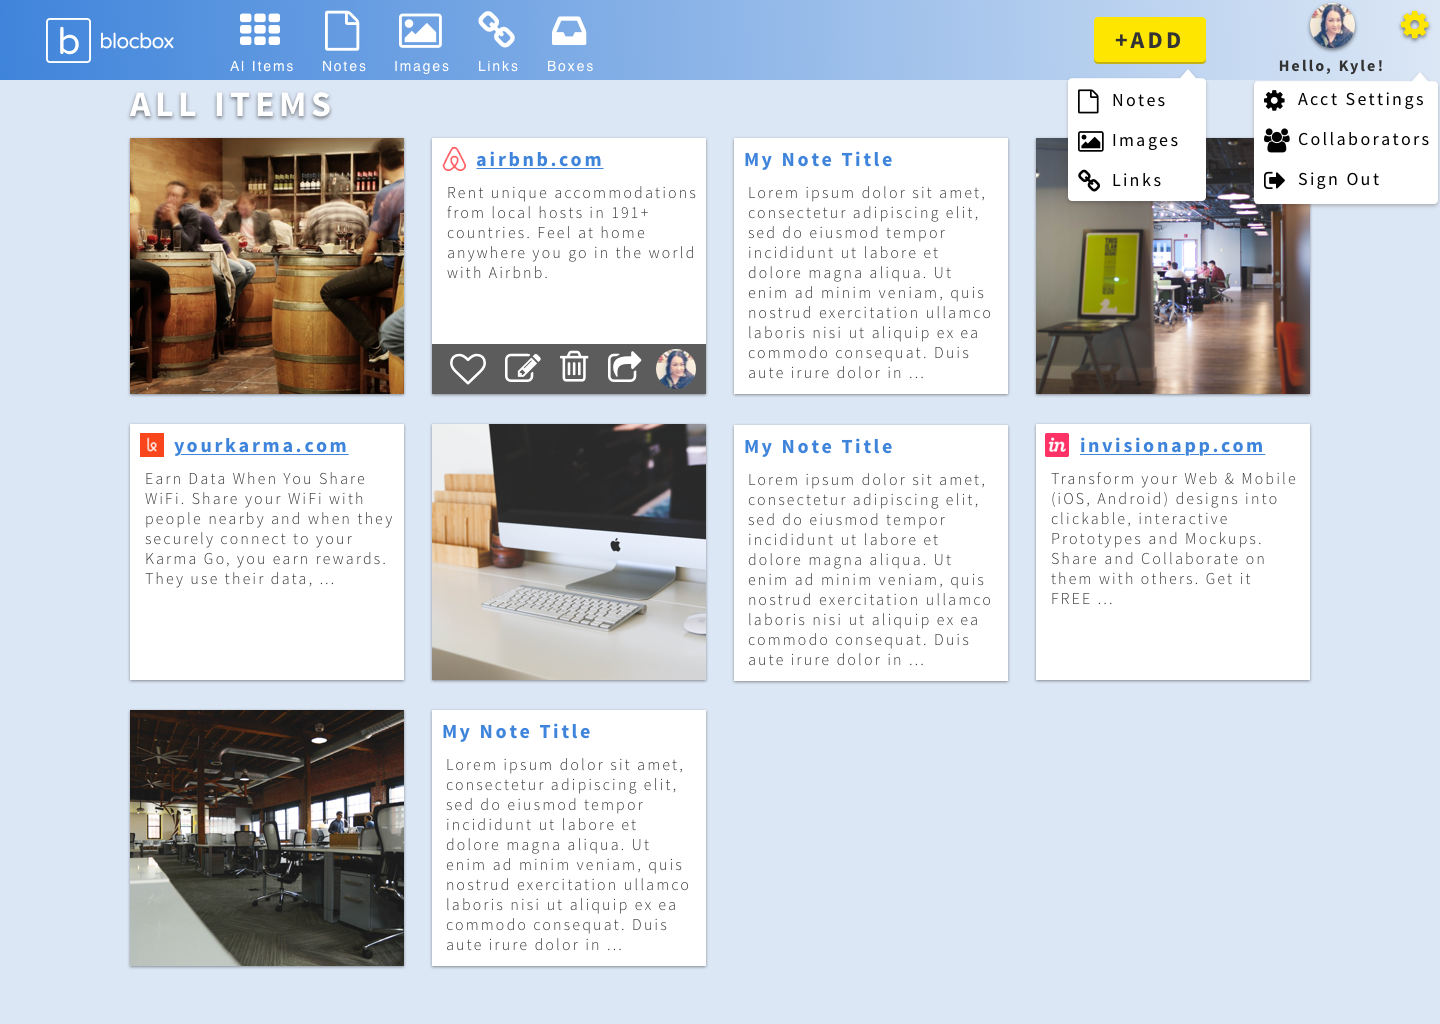 b blocbox
Al Items
Notes
Images
Links
Boxes
+ADD
Hello, Kyle!
Notes
Images
Links
Acct Settings
Collaborators
Sign Out
ALL ITEMS
airbnb.com
Rent unique accommodations
from local hosts in 191+
countries. Feel at home
anywhere you go in the world
with Airbnb.
My Note Title
Lorem ipsum dolor sit amet,
consectetur adipiscing elit,
sed do eiusmod tempor
incididunt ut labore et
dolore magna aliqua. Ut
enim ad minim veniam, quis
nostrud exercitation ullamco
laboris nisi ut aliquip ex ea
commodo consequat. Duis
aute irure dolor in ...
yourkarma.com
Earn Data When You Share
WiFi. Share your WiFi with
people nearby and when they
securely connect to your
Karma Go, you earn rewards.
They use their data, ...
My Note Title
Lorem ipsum dolor sit amet,
consectetur adipiscing elit,
sed do eiusmod tempor
incididunt ut labore et
dolore magna aliqua. Ut
enim ad minim veniam, quis
nostrud exercitation ullamco
laboris nisi ut aliquip ex ea
commodo consequat. Duis
aute irure dolor in ...
in invisionapp.com
Transform your Web & Mobile
(iOS, Android) designs into
clickable, interactive
Prototypes and Mockups.
Share and Collaborate on
them with others. Get it
FREE ...
My Note Title
Lorem ipsum dolor sit amet,
consectetur adipiscing elit,
sed do eiusmod tempor
incididunt ut labore et
dolore magna aliqua. Ut
enim ad minim veniam, quis
nostrud exercitation ullamco
laboris nisi ut aliquip ex ea
commodo consequat. Duis
aute irure dolor in ...